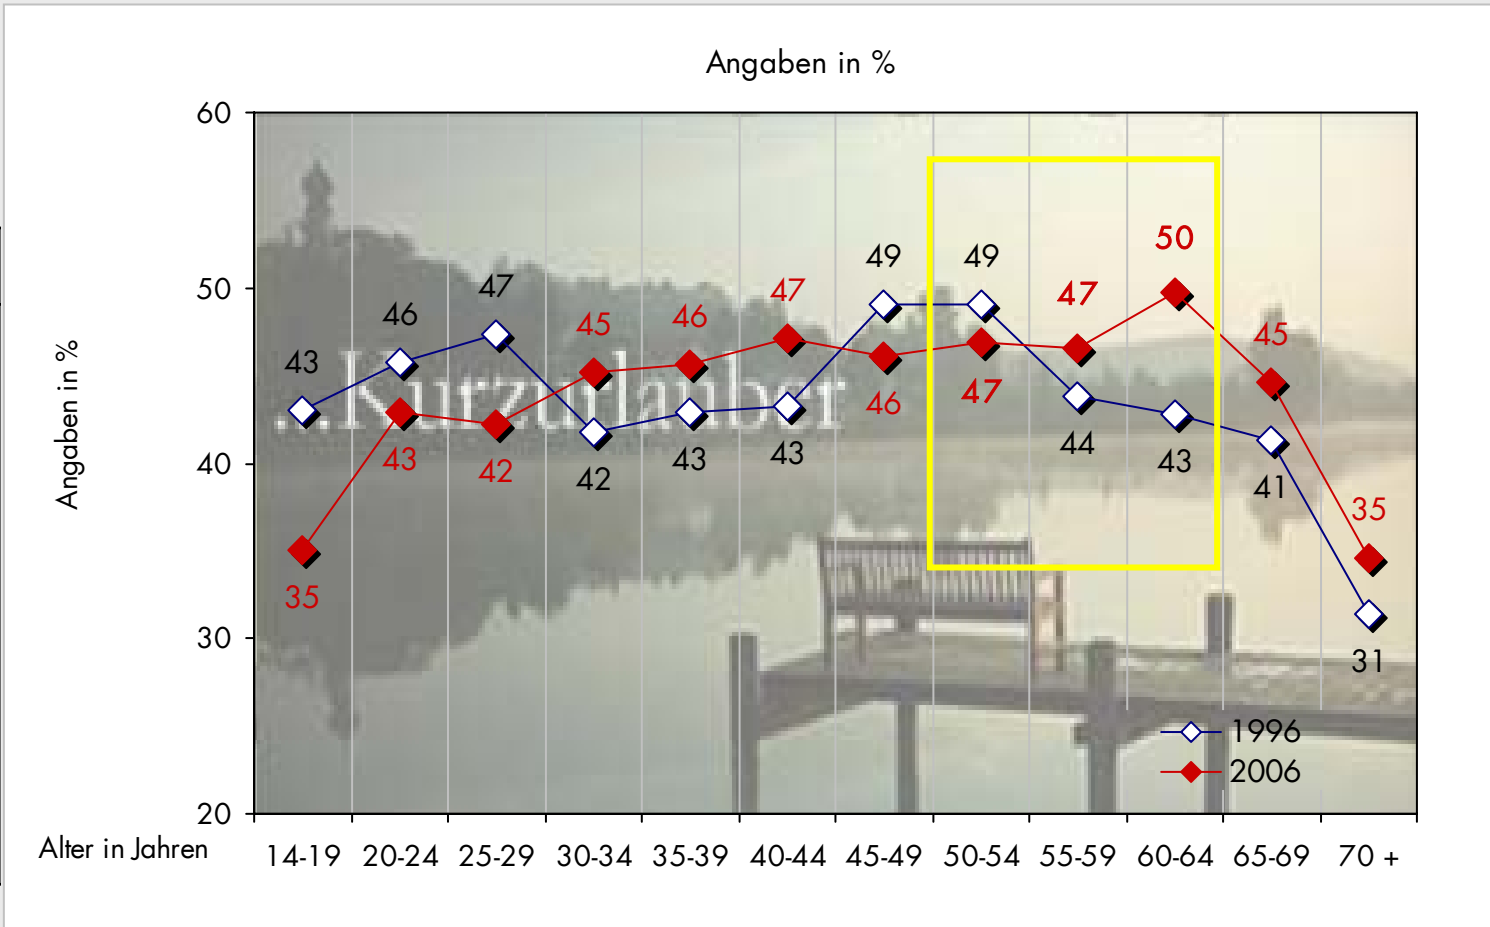 Angaben in %
60
50
40
30
20
Angaben in %
...Kurzurlauber
43 46 47 42 43 43 49 49 44 43 41 31
35 43 42 45 46 47 46 47 47 50 45 35
1996
2006
Alter in Jahren 14-19 20-24 25-29 30-34 35-39 40-44 45-49 50-54 55-59 60-64 65-69 70 +